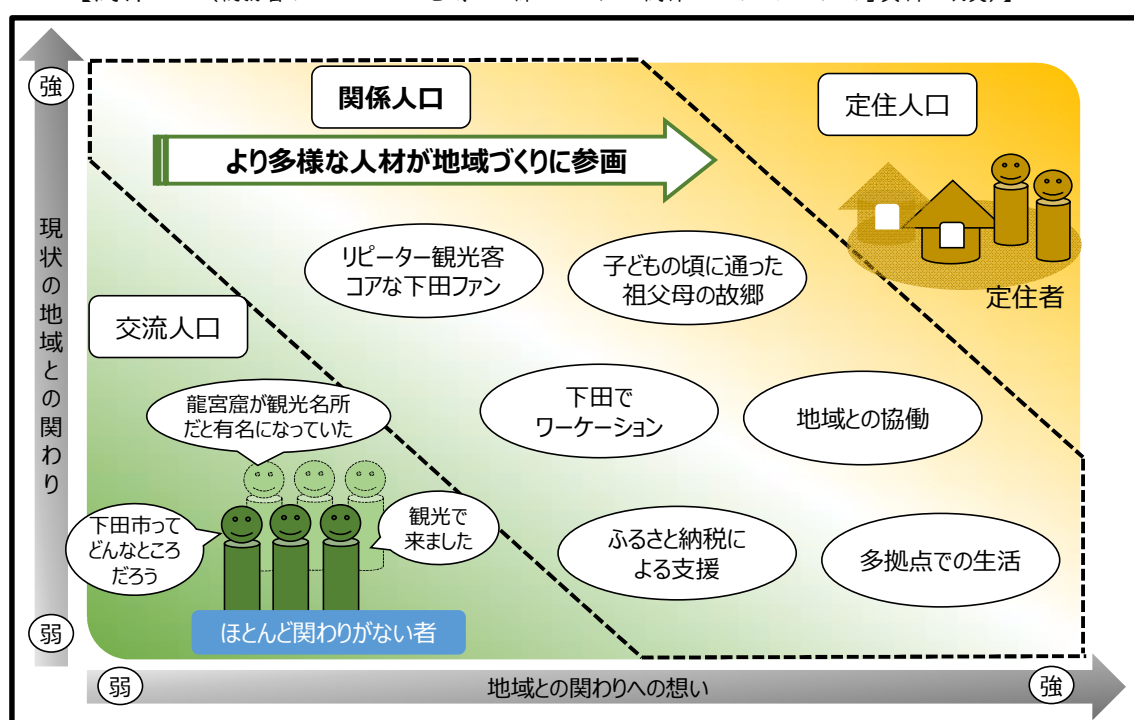 強
関係人口
定住人口
より多様な人材が地域づくりに参画
現状の地域との関わり
リピーター観光客
コアな下田ファン
子どもの頃に通った
祖父母の故郷
定住者
交流人口
龍宮窟が観光名所
だと有名になっていた
下田で
ワーケーション
地域との協働
下田市って
どんなところ
だろう
観光で
来ました
ふるさと納税に
よる支援
多拠点での生活
ほとんど関わりがない者
弱
弱
地域との関わりへの想い
強